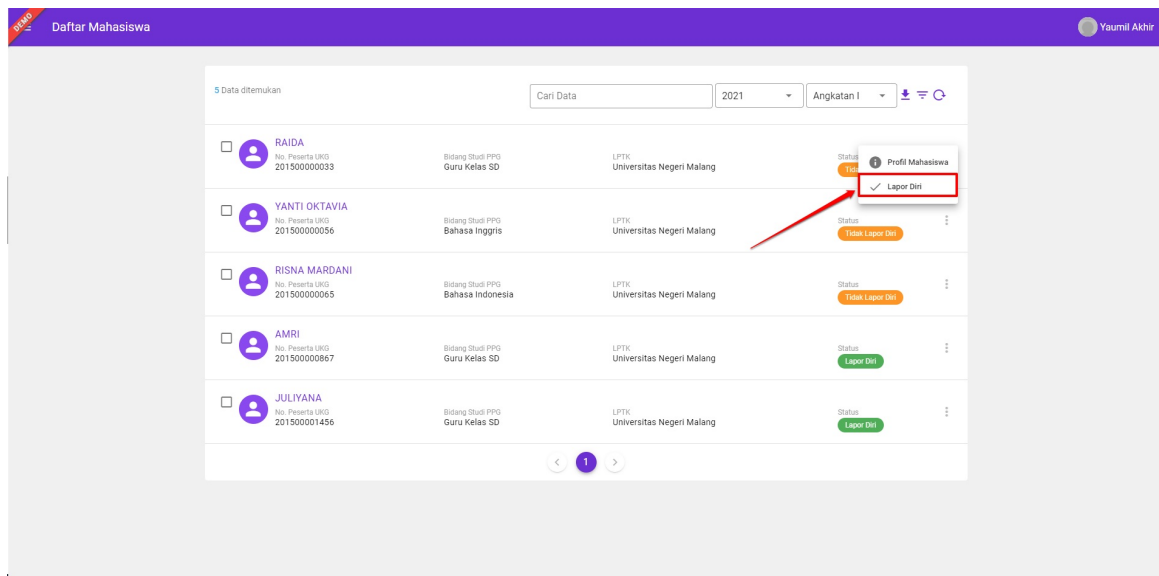 DEMO
Daftar Mahasiswa
Yaumil Akhir
5 Data ditemukan
Cari Data
2021
Angkatan I
RAIDA
No. Peserta UKG
201500000033
Bidang Studi PPG
Guru Kelas SD
LPTK
Universitas Negeri Malang
Status
Profil Mahasiswa
Lapor Diri
YANTI OKTAVIA
No. Peserta UKG
201500000056
Bidang Studi PPG
Bahasa Inggris
LPTK
Universitas Negeri Malang
Status
Tidak Lapor Diri
RISNA MARDANI
No. Peserta UKG
201500000065
Bidang Studi PPG
Bahasa Indonesia
LPTK
Universitas Negeri Malang
Status
Tidak Lapor Diri
AMRI
No. Peserta UKG
201500000867
Bidang Studi PPG
Guru Kelas SD
LPTK
Universitas Negeri Malang
Status
Lapor Diri
JULIYANA
No. Peserta UKG
201500001456
Bidang Studi PPG
Guru Kelas SD
LPTK
Universitas Negeri Malang
Status
Lapor Diri
1